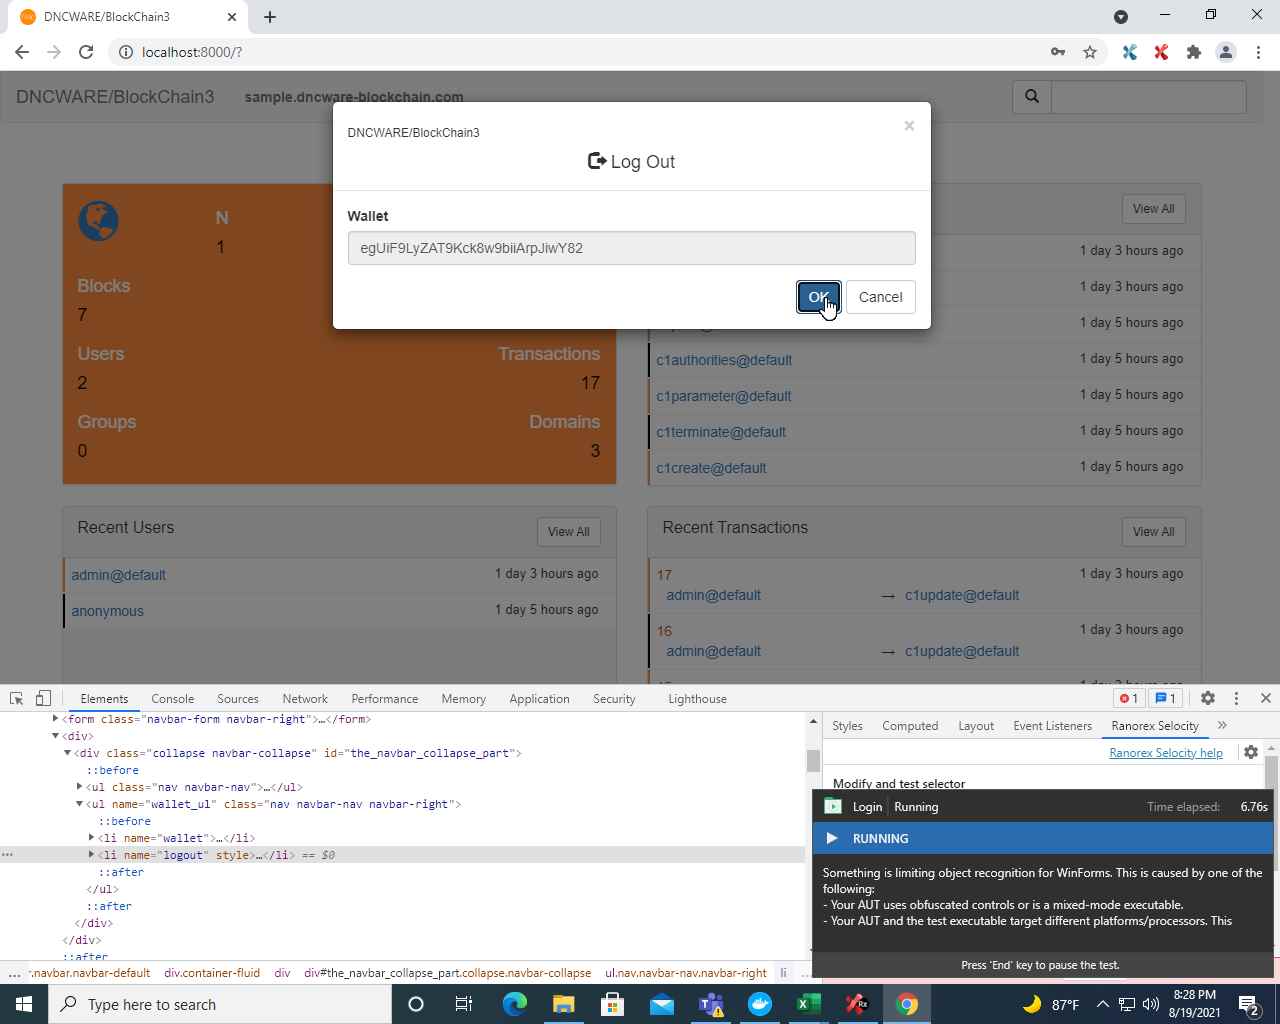 DNCWARE/BlockChain3
localhost:8000/?
DNCWARE/BlockChain3 sample.dncware-blockchain.com
DNCWARE/BlockChain3
×
Log Out
Wallet
egUiF9LyZAT9Kck8w9biiArpJiwY82
OK Cancel
N
1
Blocks
7
Users Transactions
2 17
Groups Domains
0 3
View All
1 day 3 hours ago
1 day 5 hours ago
1 day 5 hours ago
c1authorities@default 1 day 5 hours ago
c1parameter@default 1 day 5 hours ago
c1terminate@default 1 day 5 hours ago
c1create@default 1 day 5 hours ago
Recent Users View All
admin@default 1 day 3 hours ago
anonymous 1 day 5 hours ago
Recent Transactions View All
17 1 day 3 hours ago
admin@default → c1update@default
16 1 day 3 hours ago
admin@default → c1update@default
Elements Console Sources Network Performance Memory Application Security Lighthouse 1 1
<form class="navbar-form navbar-right">…</form>
<div>
<div class="collapse navbar-collapse" id="the_navbar_collapse_part">
::before
<ul class="nav navbar-nav">…</ul>
<ul name="wallet_ul" class="nav navbar-nav navbar-right">
::before
<li name="wallet">…</li>
… <li name="logout" style>…</li> == $0
::after
</ul>
::after
</div>
</div>
::after
… r.navbar.navbar-default div.container-fluid div div#the_navbar_collapse_part.collapse.navbar-collapse ul.nav.navbar-nav.navbar-right li …
Styles Computed Layout Event Listeners Ranorex Selocity »
Ranorex Selocity help
Modify and test selector
Login Running Time elapsed: 6.76s
RUNNING
Something is limiting object recognition for WinForms. This is caused by one of the
following:
- Your AUT uses obfuscated controls or is a mixed-mode executable.
- Your AUT and the test executable target different platforms/processors. This
Press 'End' key to pause the test.
Type here to search
87°F
8:28 PM
8/19/2021
2